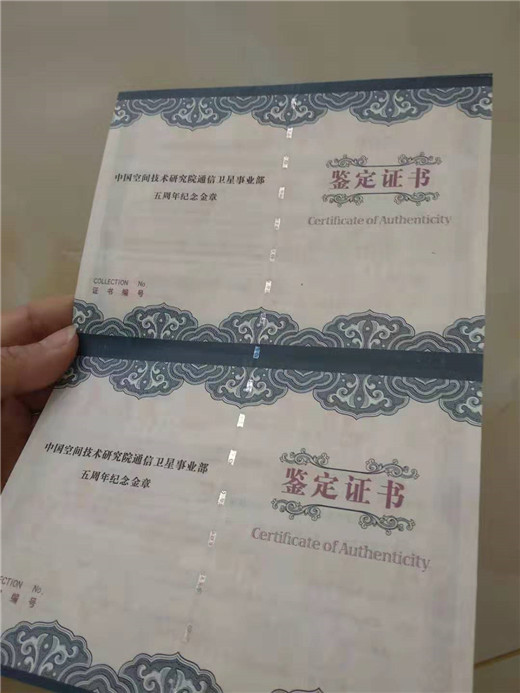 中国空间技术研究院通信卫星事业部
五周年纪念金章
鉴定证书
Certificate of Authenticity
COLLECTION No
证书编号
中国空间技术研究院通信卫星事业部
五周年纪念金章
鉴定证书
Certificate of Authenticity
No.
编号